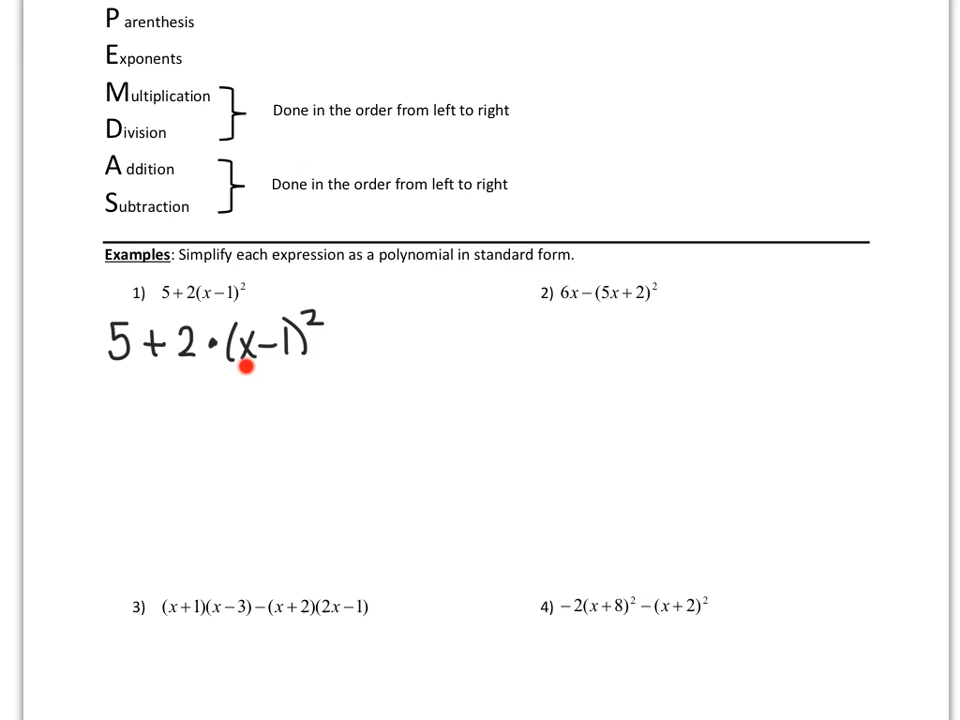 Parenthesis
Exponents
Multiplication
Done in the order from left to right
Division
Addition
Done in the order from left to right
Subtraction
Examples: Simplify each expression as a polynomial in standard form.
1) 5+2(x−1)²
2) 6x−(5x+2)²
5+2·(x−1)²
3) (x+1)(x−3)−(x+2)(2x−1)
4) −2(x+8)²−(x+2)²